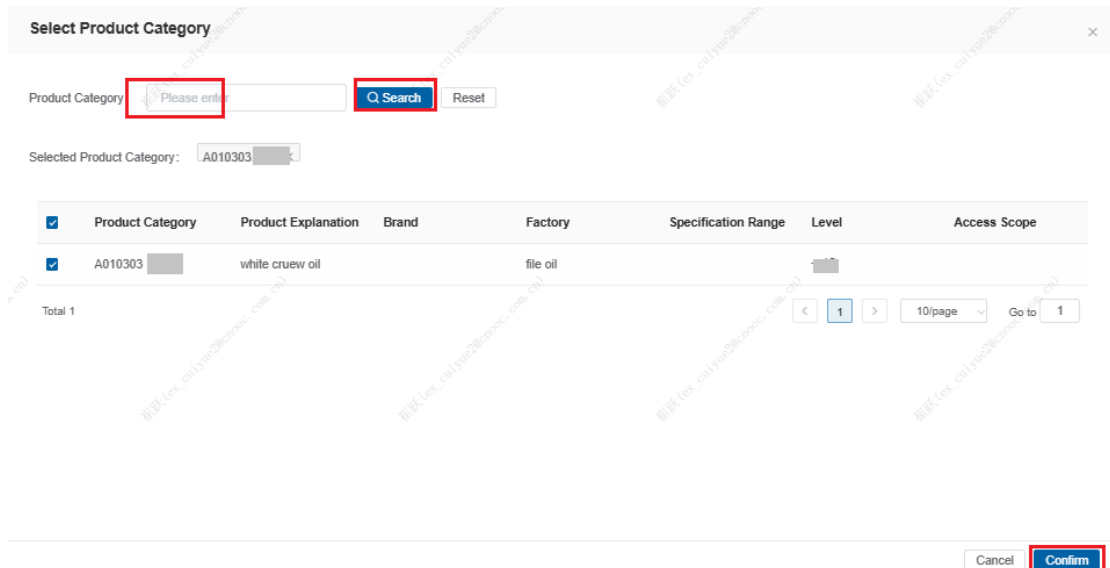 Select Product Category
×
Product Category Please enter Search Reset
Selected Product Category: A010303
Product Category Product Explanation Brand Factory Specification Range Level Access Scope
A010303 white cruew oil file oil
Total 1 < 1 > 10/page Go to 1
Cancel Confirm